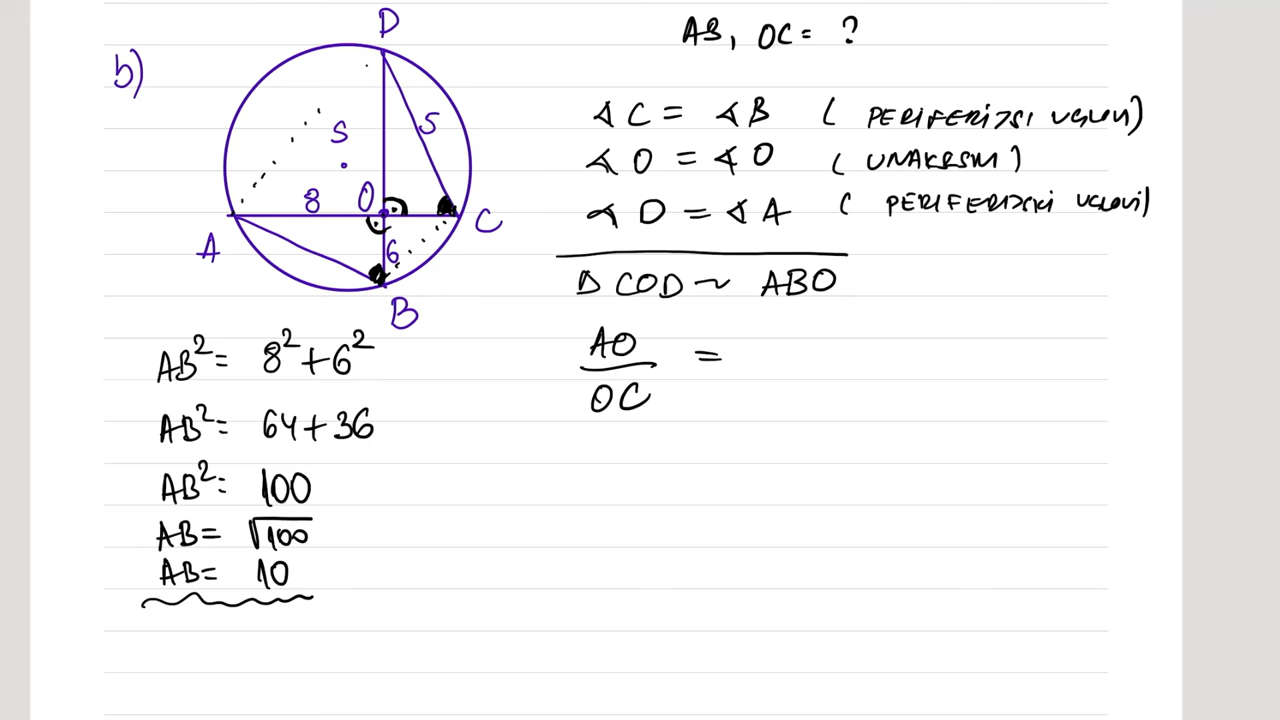 b)
D
S
5
8
O
A
C
6
B
AB, OC = ?
∢ C = ∢ B ( PERIFERIJSKI UGLOVI)
∢ O = ∢ O ( UNAKRSNI )
∢ D = ∢ A ( PERIFERIJSKI UGLOVI)
Δ COD ~ ABO
AO / OC =
AB² = 8² + 6²
AB² = 64 + 36
AB² = 100
AB = √100
AB = 10